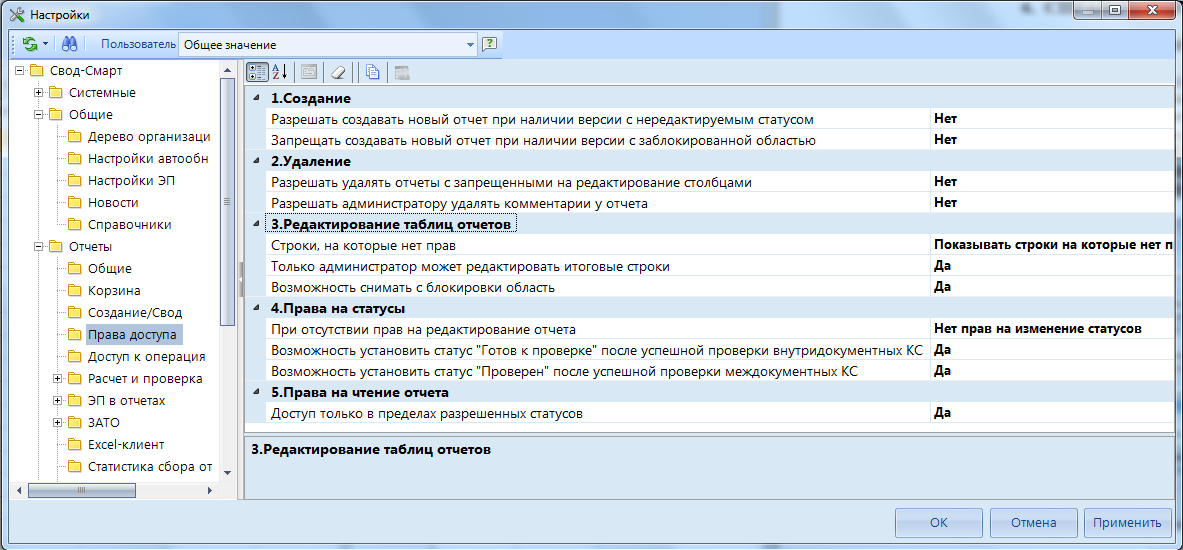 Настройки
4. СП
Пользователь Общее значение
Свод-Смарт
Системные
Общие
Дерево организаци
Настройки автообн
Настройки ЭП
Новости
Справочники
Отчеты
Общие
Корзина
Создание/Свод
Права доступа
Доступ к операция
Расчет и проверка
ЭП в отчетах
ЗАТО
Excel-клиент
Статистика сбора от
1.Создание
Разрешать создавать новый отчет при наличии версии с нередактируемым статусом Нет
Запрещать создавать новый отчет при наличии версии с заблокированной областью Нет
2.Удаление
Разрешать удалять отчеты с запрещенными на редактирование столбцами Нет
Разрешать администратору удалять комментарии у отчета Нет
3.Редактирование таблиц отчетов
Строки, на которые нет прав Показывать строки на которые нет п
Только администратор может редактировать итоговые строки Да
Возможность снимать с блокировки область Да
4.Права на статусы
При отсутствии прав на редактирование отчета Нет прав на изменение статусов
Возможность установить статус "Готов к проверке" после успешной проверки внутридокументных КС Да
Возможность установить статус "Проверен" после успешной проверки междокументных КС Да
5.Права на чтение отчета
Доступ только в пределах разрешенных статусов Да
3.Редактирование таблиц отчетов
ОК Отмена Применить